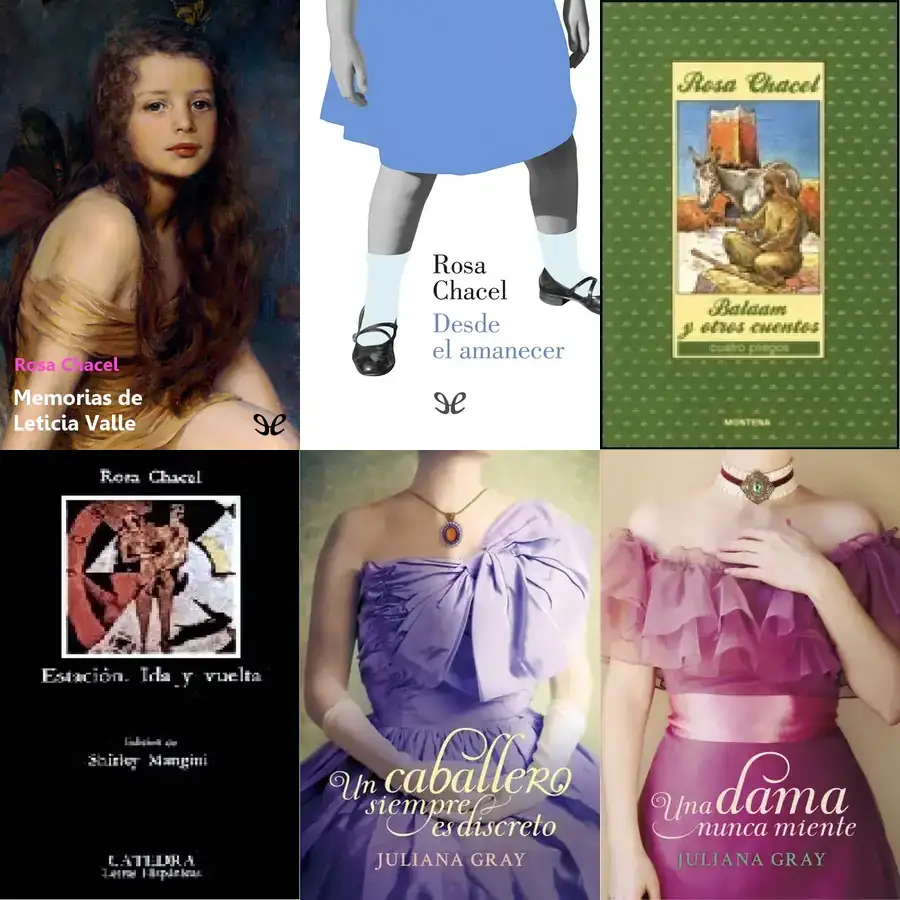 Rosa Chacel
Memorias de
Leticia Valle
Rosa
Chacel
Desde
el amanecer
Rosa Chacel
Balaam
y otros cuentos
cuatro pliegos
MONTENA
Rosa Chacel
Estación. Ida y vuelta
Edición de
Shirley Mangini
CATEDRA
Letras Hispánicas
Un caballero
siempre
es discreto
JULIANA GRAY
Una dama
nunca miente
JULIANA GRAY